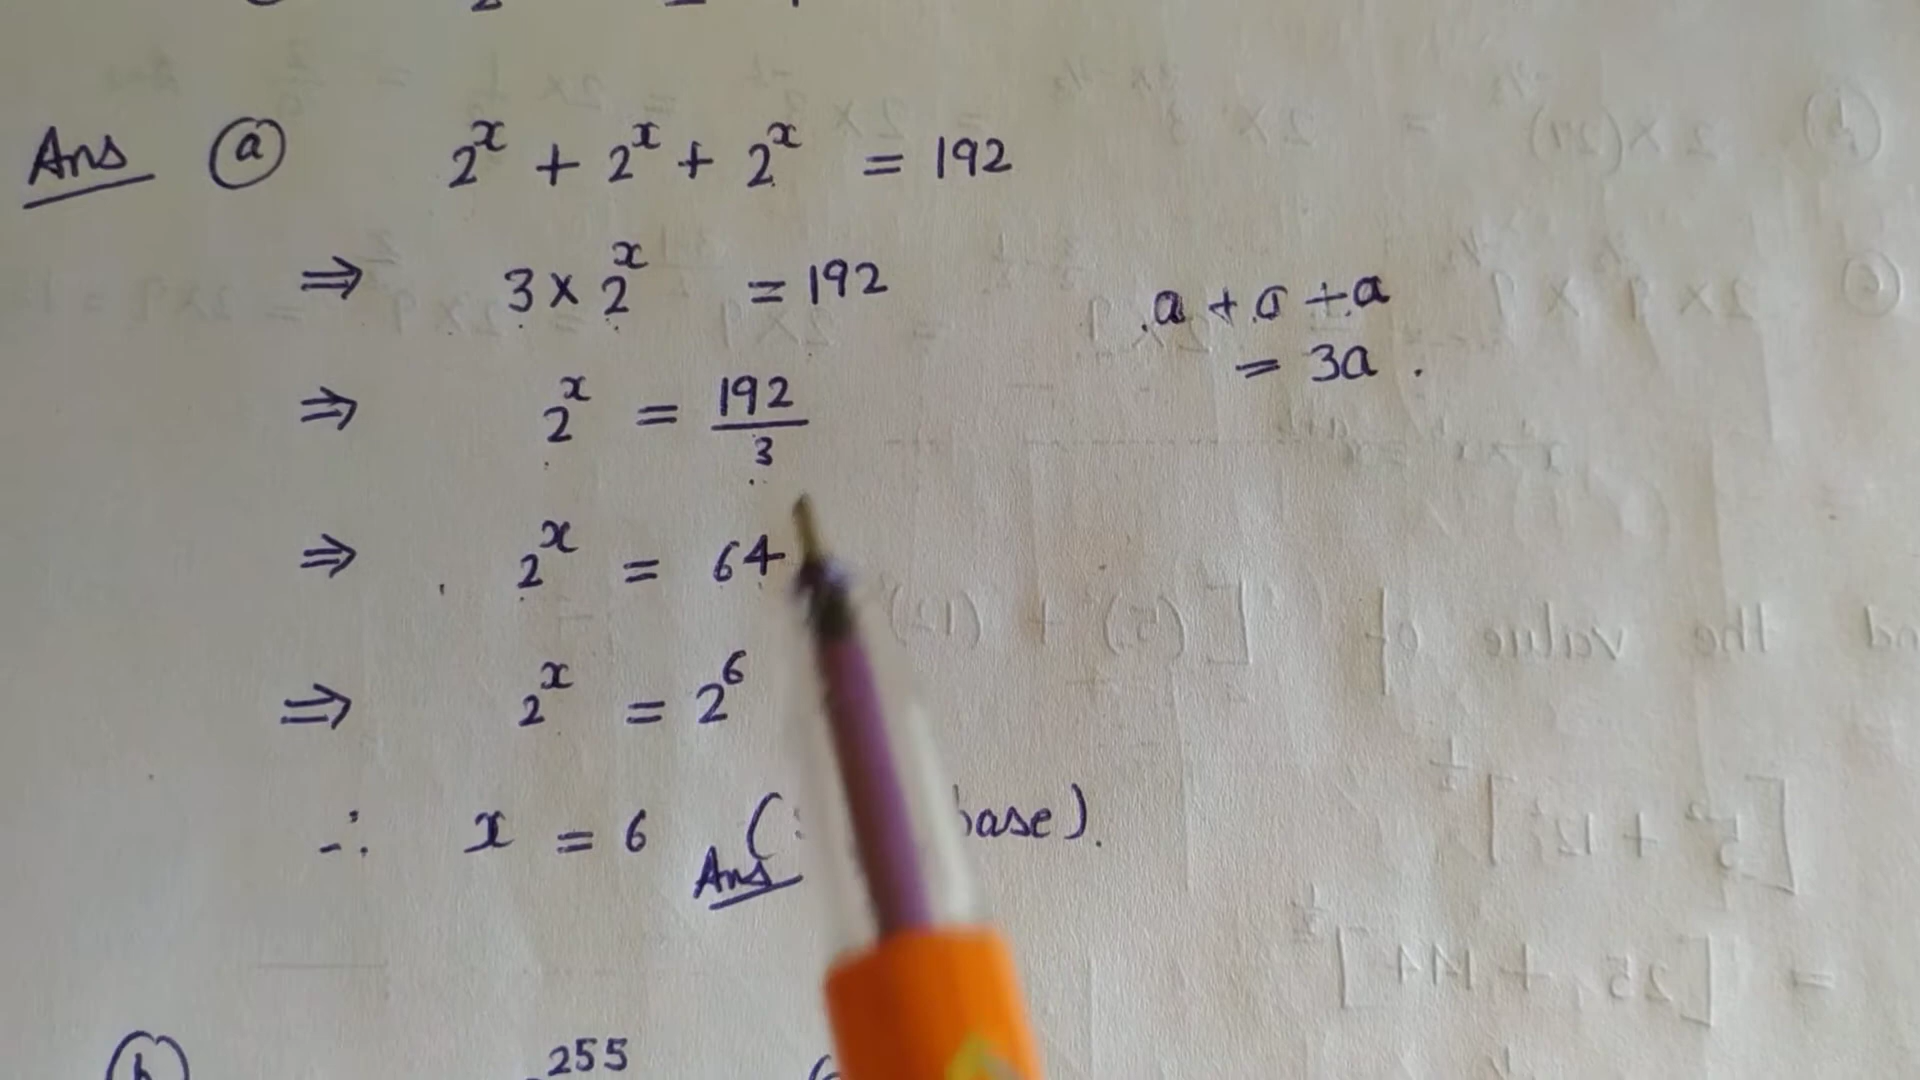 Ans ⓐ 2^x + 2^x + 2^x = 192
⇒ 3 × 2^x = 192
a + a + a
= 3a .
⇒ 2^x = 192/3
⇒ 2^x = 64
⇒ 2^x = 2^6
∴ x = 6 ( base).
Ans
255